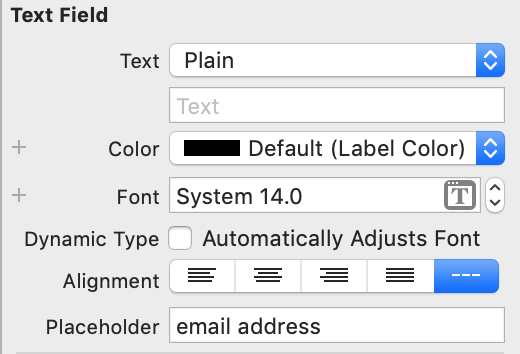 Text Field
Text Plain
Text
+ Color Default (Label Color)
+ Font System 14.0 T
Dynamic Type Automatically Adjusts Font
Alignment
Placeholder email address